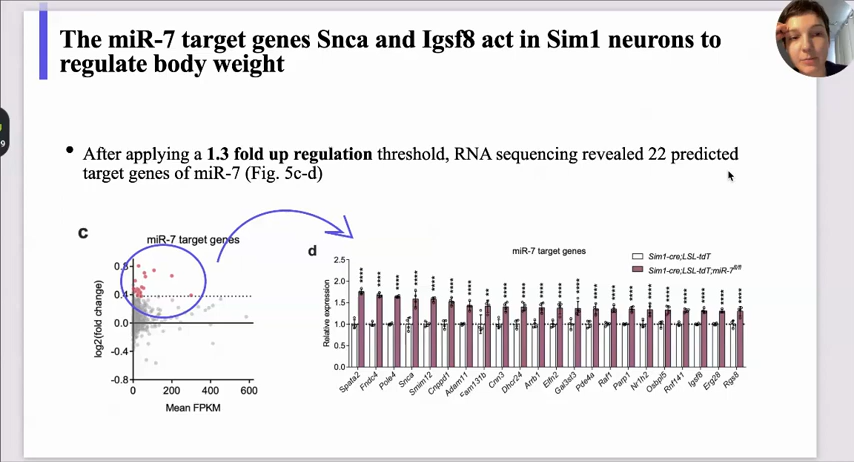 The miR-7 target genes Snca and Igsf8 act in Sim1 neurons to
regulate body weight
• After applying a 1.3 fold up regulation threshold, RNA sequencing revealed 22 predicted
target genes of miR-7 (Fig. 5c-d)
c
miR-7 target genes
0.8
0.4
0.0
-0.4
-0.8
log2(fold change)
0 200 400 600
Mean FPKM
d
miR-7 target genes
Sim1-cre;LSL-tdT
Sim1-cre;LSL-tdT;miR-7fl/fl
2.5
2.0
1.5
1.0
0.5
0.0
Relative expression
**** **** **** **** **** **** **** ** **** **** **** **** **** **** **** **** **** **** **** **** **** ****
Spata2 Fndc4 Pole4 Snca Smim12 Cnppd1 Adam11 Fam131b Cnn3 Dhcr24 Arrb1 Elfn2 Gal3st3 Pde4a Raf1 Parp1 Nr1h2 Osbpl5 Rnf141 Igsf8 Erg28 Rgs8
9